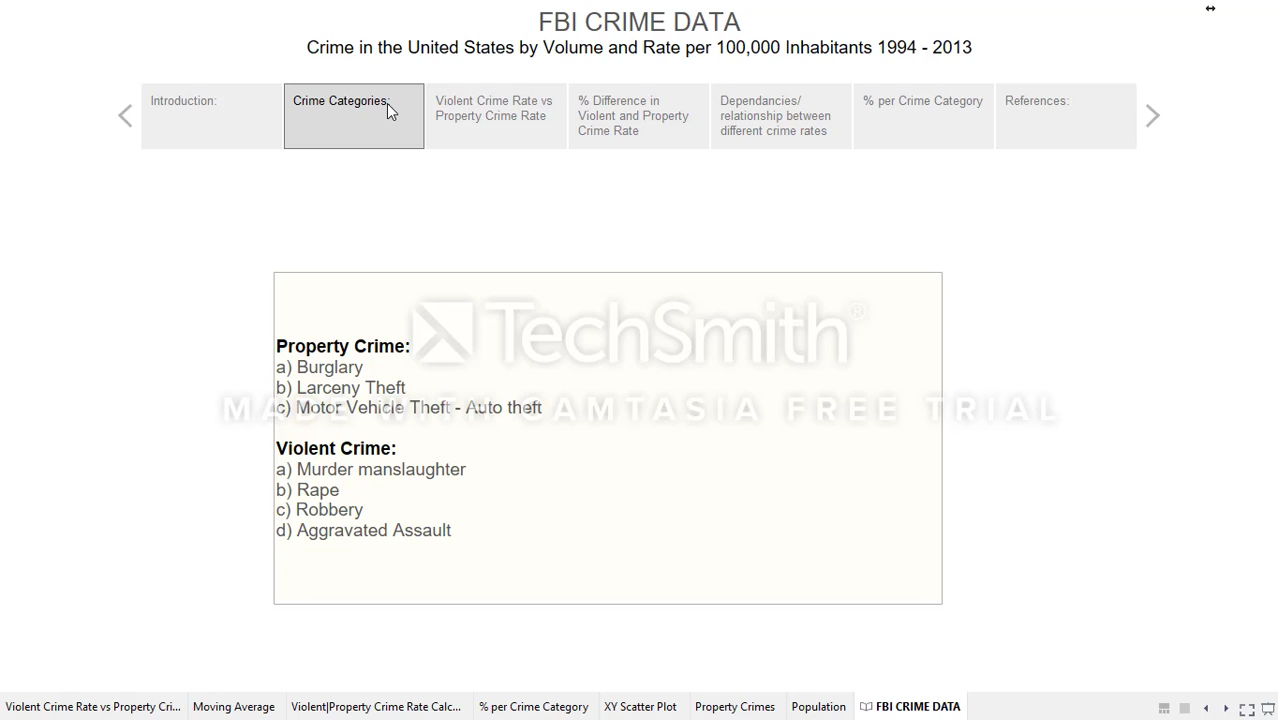 FBI CRIME DATA
Crime in the United States by Volume and Rate per 100,000 Inhabitants 1994 - 2013
Introduction:
Crime Categories:
Violent Crime Rate vs
Property Crime Rate
% Difference in
Violent and Property
Crime Rate
Dependancies/
relationship between
different crime rates
% per Crime Category
References:
TechSmith®
MADE WITH CAMTASIA FREE TRIAL
Property Crime:
a) Burglary
b) Larceny Theft
c) Motor Vehicle Theft - Auto theft
Violent Crime:
a) Murder manslaughter
b) Rape
c) Robbery
d) Aggravated Assault
Violent Crime Rate vs Property Cri...
Moving Average
Violent|Property Crime Rate Calc...
% per Crime Category
XY Scatter Plot
Property Crimes
Population
FBI CRIME DATA